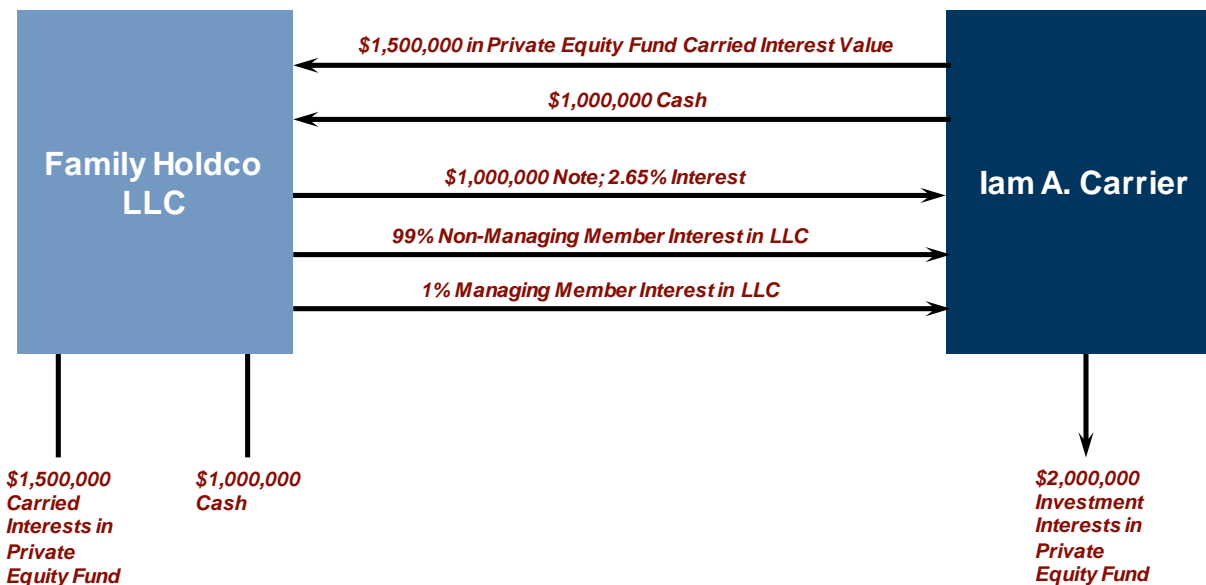 $1,500,000 in Private Equity Fund Carried Interest Value
$1,000,000 Cash
Family Holdco
LLC
$1,000,000 Note; 2.65% Interest
Iam A. Carrier
99% Non-Managing Member Interest in LLC
1% Managing Member Interest in LLC
$1,500,000
Carried
Interests in
Private
Equity Fund
$1,000,000
Cash
$2,000,000
Investment
Interests in
Private
Equity Fund